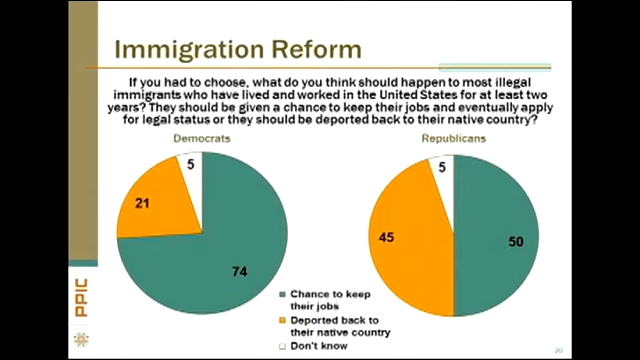 Immigration Reform
If you had to choose, what do you think should happen to most illegal
immigrants who have lived and worked in the United States for at least two
years? They should be given a chance to keep their jobs and eventually apply
for legal status or they should be deported back to their native country?
Democrats
Republicans
5
21
74
5
45
50
Chance to keep
their jobs
Deported back to
their native country
Don't know
PPIC
20